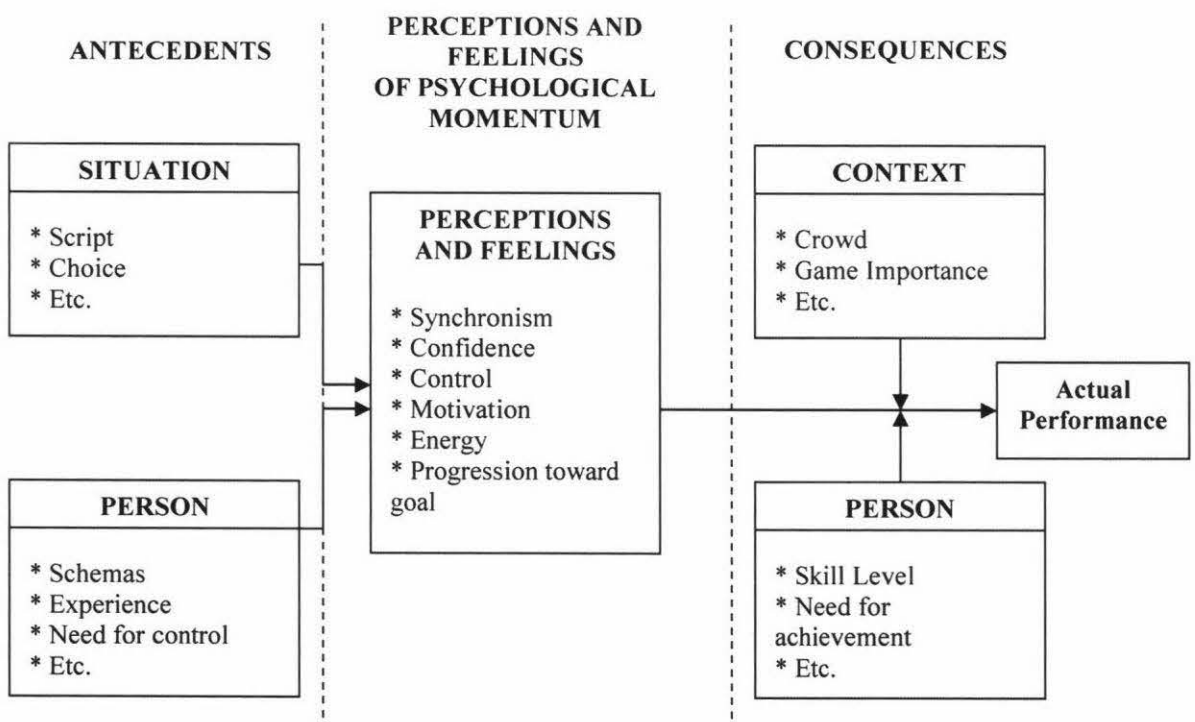 ANTECEDENTS
PERCEPTIONS AND
FEELINGS
OF PSYCHOLOGICAL
MOMENTUM
CONSEQUENCES
SITUATION
* Script
* Choice
* Etc.
PERSON
* Schemas
* Experience
* Need for control
* Etc.
PERCEPTIONS
AND FEELINGS
* Synchronism
* Confidence
* Control
* Motivation
* Energy
* Progression toward
goal
CONTEXT
* Crowd
* Game Importance
* Etc.
Actual
Performance
PERSON
* Skill Level
* Need for
achievement
* Etc.